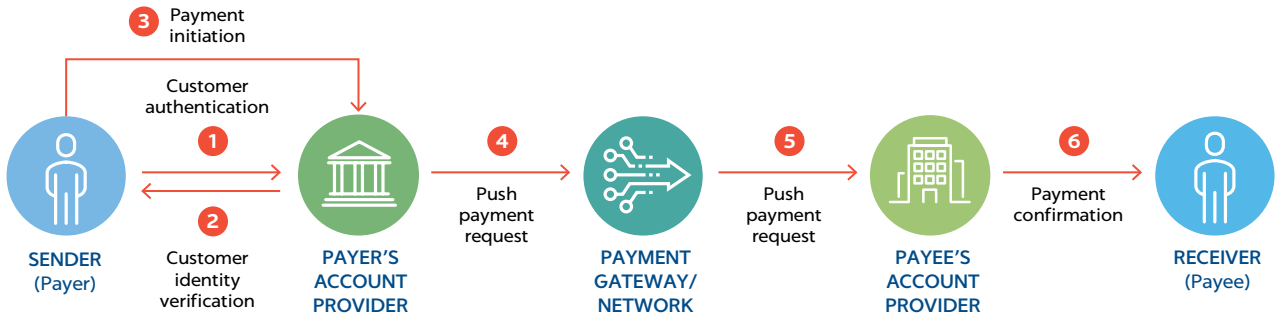 3 Payment
initiation
Customer
authentication
1
2
Customer
identity
verification
SENDER
(Payer)
PAYER'S
ACCOUNT
PROVIDER
4
Push
payment
request
PAYMENT
GATEWAY/
NETWORK
5
Push
payment
request
PAYEE'S
ACCOUNT
PROVIDER
6
Payment
confirmation
RECEIVER
(Payee)